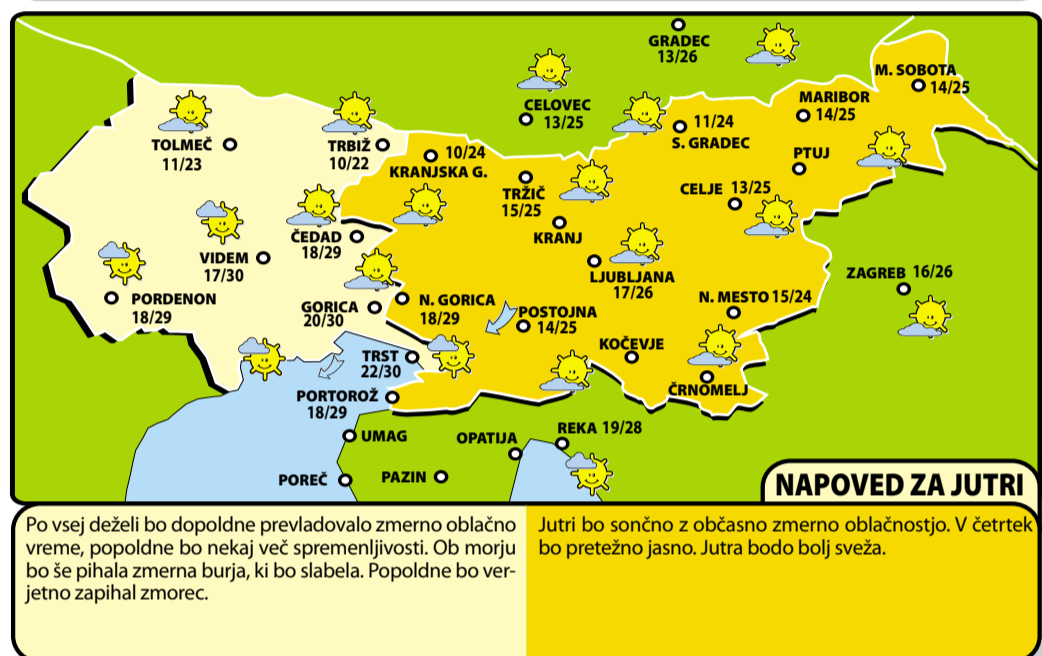 GRADEC
13/26
M. SOBOTA
14/25
CELOVEC
13/25
MARIBOR
14/25
TOLMEČ
11/23
TRBIŽ
10/22
10/24
KRANJSKA G.
11/24
S. GRADEC
PTUJ
TRŽIČ
15/25
CELJE 13/25
KRANJ
ČEDAD
18/29
VIDEM
17/30
LJUBLJANA
17/26
ZAGREB 16/26
PORDENON
18/29
GORICA
20/30
N. GORICA
18/29
POSTOJNA
14/25
N. MESTO 15/24
KOČEVJE
TRST
22/30
ČRNOMELJ
PORTOROŽ
18/29
UMAG
OPATIJA
REKA 19/28
POREČ
PAZIN
NAPOVED ZA JUTRI
Po vsej deželi bo dopoldne prevladovalo zmerno oblačno
vreme, popoldne bo nekaj več spremenljivosti. Ob morju
bo še pihala zmerna burja, ki bo slabela. Popoldne bo ver-
jetno zapihal zmorec.
Jutri bo sončno z občasno zmerno oblačnostjo. V četrtek
bo pretežno jasno. Jutra bodo bolj sveža.